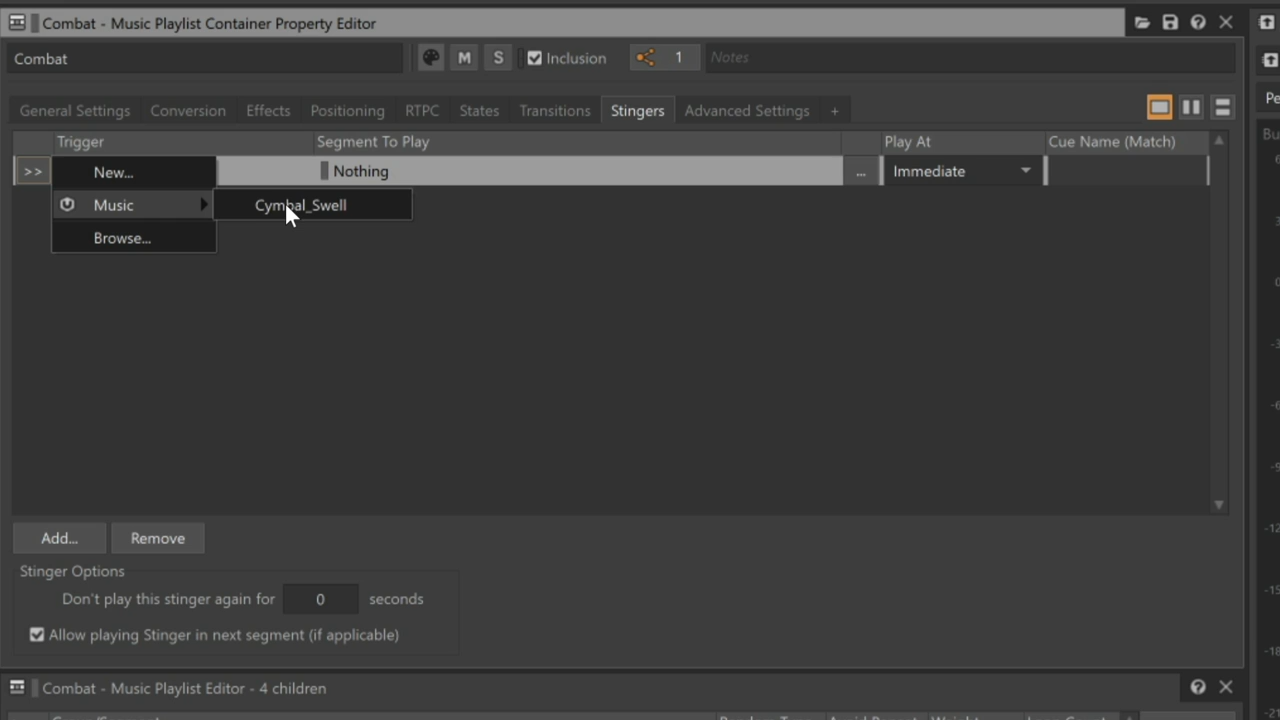 Combat - Music Playlist Container Property Editor
Combat M S Inclusion 1 Notes
General Settings Conversion Effects Positioning RTPC States Transitions Stingers Advanced Settings +
Trigger Segment To Play Play At Cue Name (Match)
>> New... Nothing ... Immediate
Music Cymbal_Swell
Browse...
Add... Remove
Stinger Options
Don't play this stinger again for 0 seconds
Allow playing Stinger in next segment (if applicable)
Combat - Music Playlist Editor - 4 children